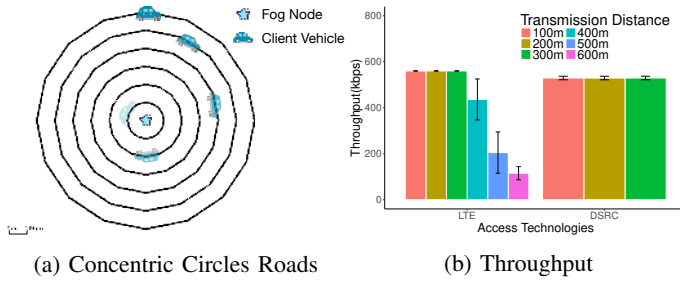 Fog Node
Client Vehicle
(a) Concentric Circles Roads
Throughput(kbps)
800
600
400
200
0
Transmission Distance
100m 400m
200m 500m
300m 600m
LTE DSRC
Access Technologies
(b) Throughput